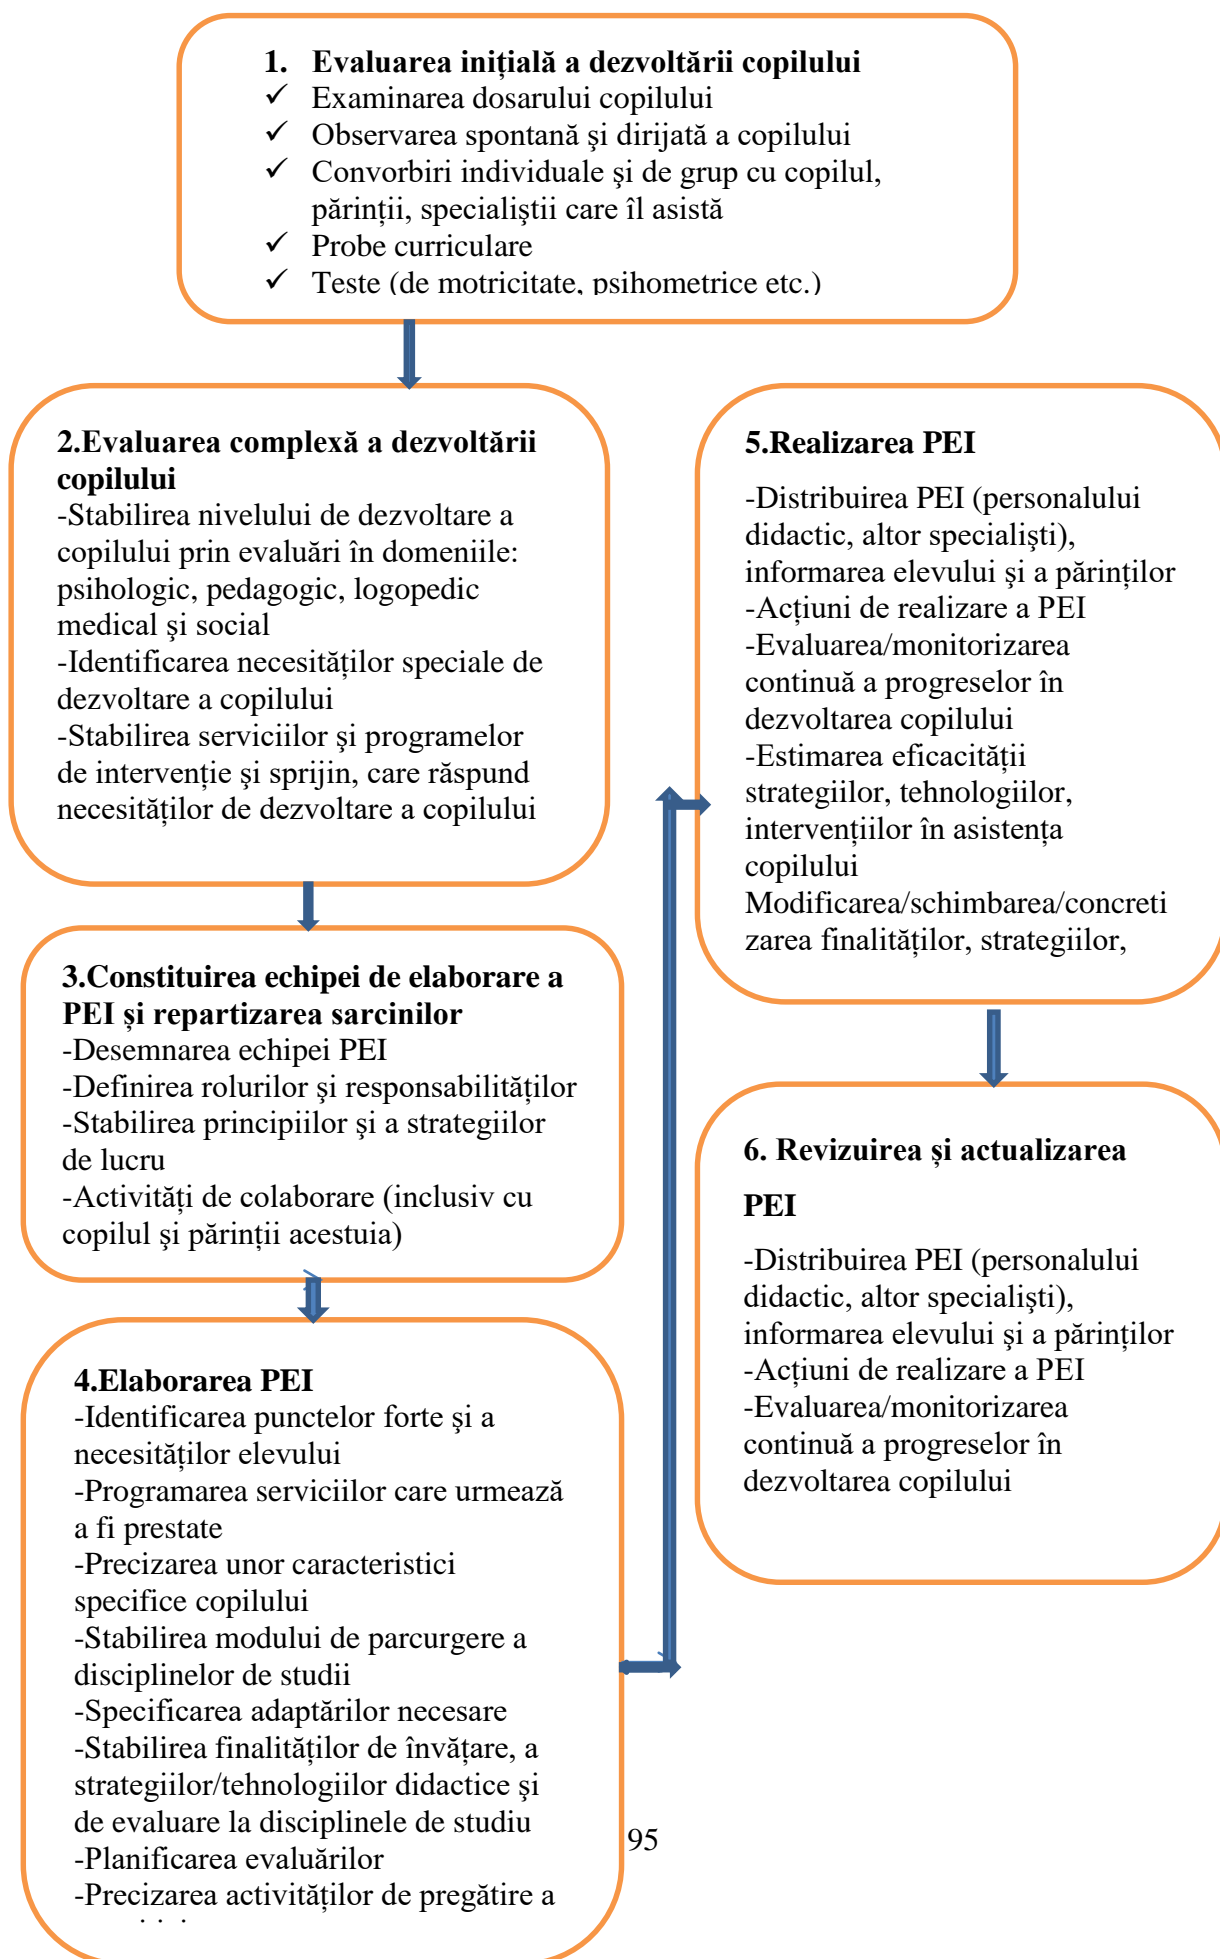 1. Evaluarea inițială a dezvoltării copilului
✓ Examinarea dosarului copilului
✓ Observarea spontană şi dirijată a copilului
✓ Convorbiri individuale şi de grup cu copilul,
părinții, specialiştii care îl asistă
✓ Probe curriculare
✓ Teste (de motricitate, psihometrice etc.)
2.Evaluarea complexă a dezvoltării
copilului
-Stabilirea nivelului de dezvoltare a
copilului prin evaluări în domeniile:
psihologic, pedagogic, logopedic
medical şi social
-Identificarea necesităților speciale de
dezvoltare a copilului
-Stabilirea serviciilor şi programelor
de intervenție şi sprijin, care răspund
necesităților de dezvoltare a copilului
3.Constituirea echipei de elaborare a
PEI și repartizarea sarcinilor
-Desemnarea echipei PEI
-Definirea rolurilor şi responsabilităților
-Stabilirea principiilor şi a strategiilor
de lucru
-Activități de colaborare (inclusiv cu
copilul şi părinții acestuia)
4.Elaborarea PEI
-Identificarea punctelor forte şi a
necesităților elevului
-Programarea serviciilor care urmează
a fi prestate
-Precizarea unor caracteristici
specifice copilului
-Stabilirea modului de parcurgere a
disciplinelor de studii
-Specificarea adaptărilor necesare
-Stabilirea finalităților de învățare, a
strategiilor/tehnologiilor didactice şi
de evaluare la disciplinele de studiu
-Planificarea evaluărilor
-Precizarea activităților de pregătire a
5.Realizarea PEI
-Distribuirea PEI (personalului
didactic, altor specialişti),
informarea elevului şi a părinților
-Acțiuni de realizare a PEI
-Evaluarea/monitorizarea
continuă a progreselor în
dezvoltarea copilului
-Estimarea eficacității
strategiilor, tehnologiilor,
intervențiilor în asistența
copilului
Modificarea/schimbarea/concreti
zarea finalităților, strategiilor,
6. Revizuirea și actualizarea
PEI
-Distribuirea PEI (personalului
didactic, altor specialişti),
informarea elevului şi a părinților
-Acțiuni de realizare a PEI
-Evaluarea/monitorizarea
continuă a progreselor în
dezvoltarea copilului
95